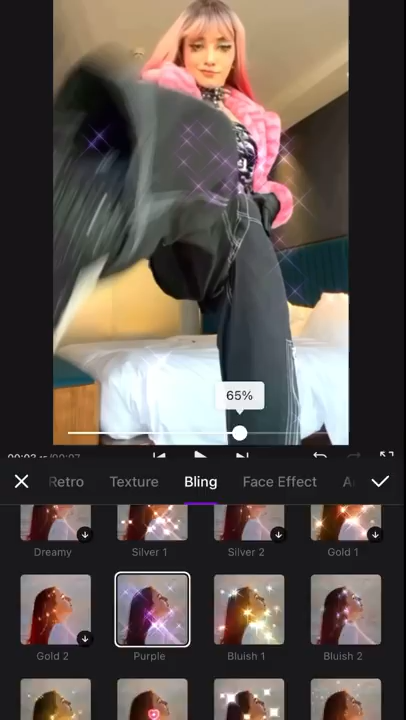 65%
Retro Texture Bling Face Effect
Dreamy Silver 1 Silver 2 Gold 1
Gold 2 Purple Bluish 1 Bluish 2